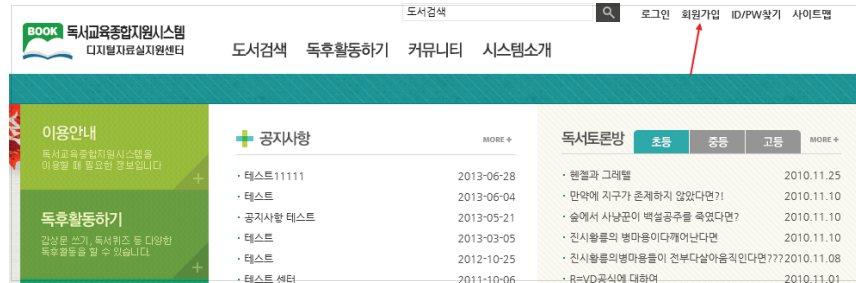 도서검색
로그인 회원가입 ID/PW찾기 사이트맵
BOOK 독서교육종합지원시스템
디지털자료실지원센터
도서검색 독후활동하기 커뮤니티 시스템소개
이용안내
독서교육종합지원시스템을
이용할 때 필요한 정보입니다
독후활동하기
감상문 쓰기, 독서퀴즈 등 다양한
독후활동을 할 수 있습니다.
공지사항 MORE +
· 테스트11111 2013-06-28
· 테스트 2013-06-04
· 공지사항 테스트 2013-05-21
· 테스트 2013-03-05
· 테스트 2012-10-25
· 테스트 센터 2011-10-06
독서토론방 초등 중등 고등 MORE +
· 헨젤과 그레텔 2010.11.25
· 만약에 지구가 존제하지 않았다면?! 2010.11.10
· 숲에서 사냥꾼이 백설공주를 죽였다면? 2010.11.10
· 진시황릉의 병마용이다깨어난다면 2010.11.10
· 진시황릉의병마용들이 전부다살아움직인다면??? 2010.11.08
· R=VD공식에 대하여 2010.11.01